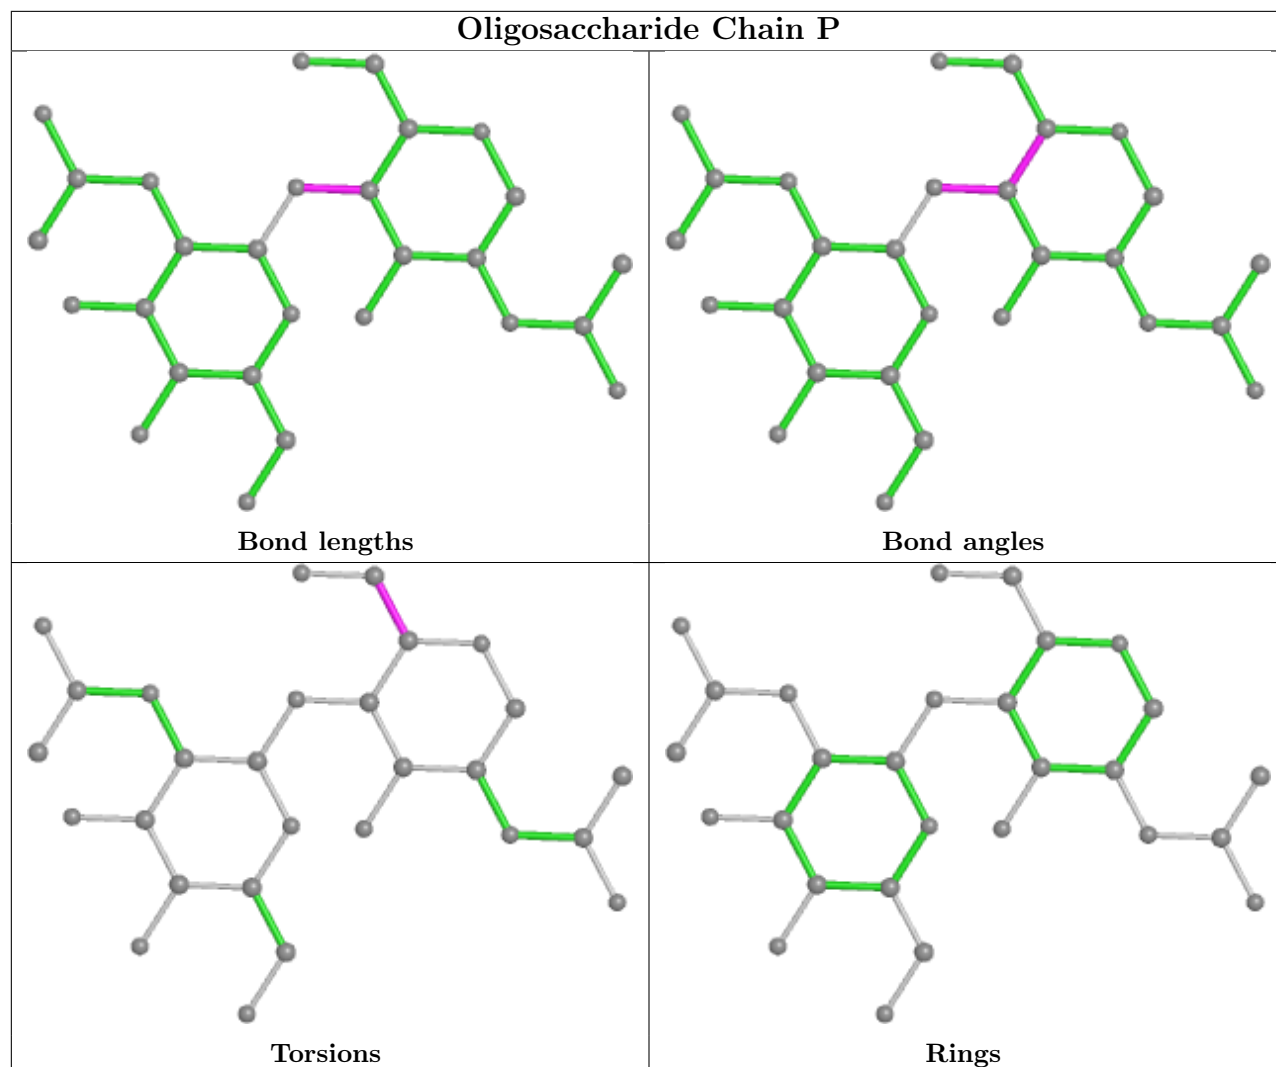 Oligosaccharide Chain P
Bond lengths
Bond angles
Torsions
Rings